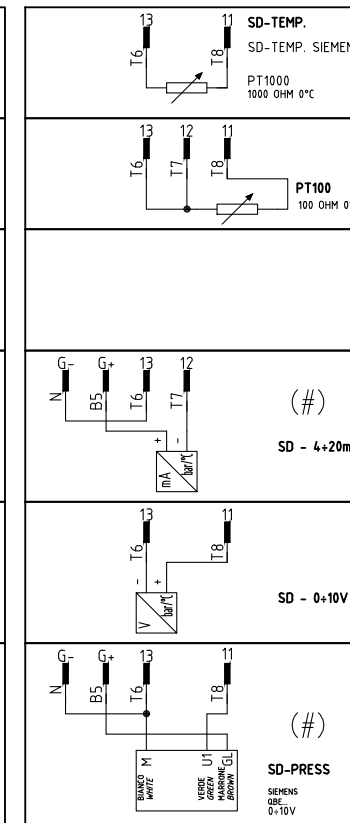 13 11 SD-TEMP.
T6 T8 SD-TEMP. SIEMEN
PT1000
1000 OHM 0°C
13 12 11
T6 T7 T8
PT100
100 OHM 0°
G- G+ 13 12
N B5 T6 T7
(#)
+ -
mA bar/°C
SD - 4÷20m
13 11
T6 T8
- +
V bar/°C
SD - 0÷10V
G- G+ 13 11
N B5 T6 T8
(#)
M U1 GL
BIANCO
WHITE
VERDE
GREEN
MARRONE
BROWN
SD-PRESS
SIEMENS
QBE...
0÷10V